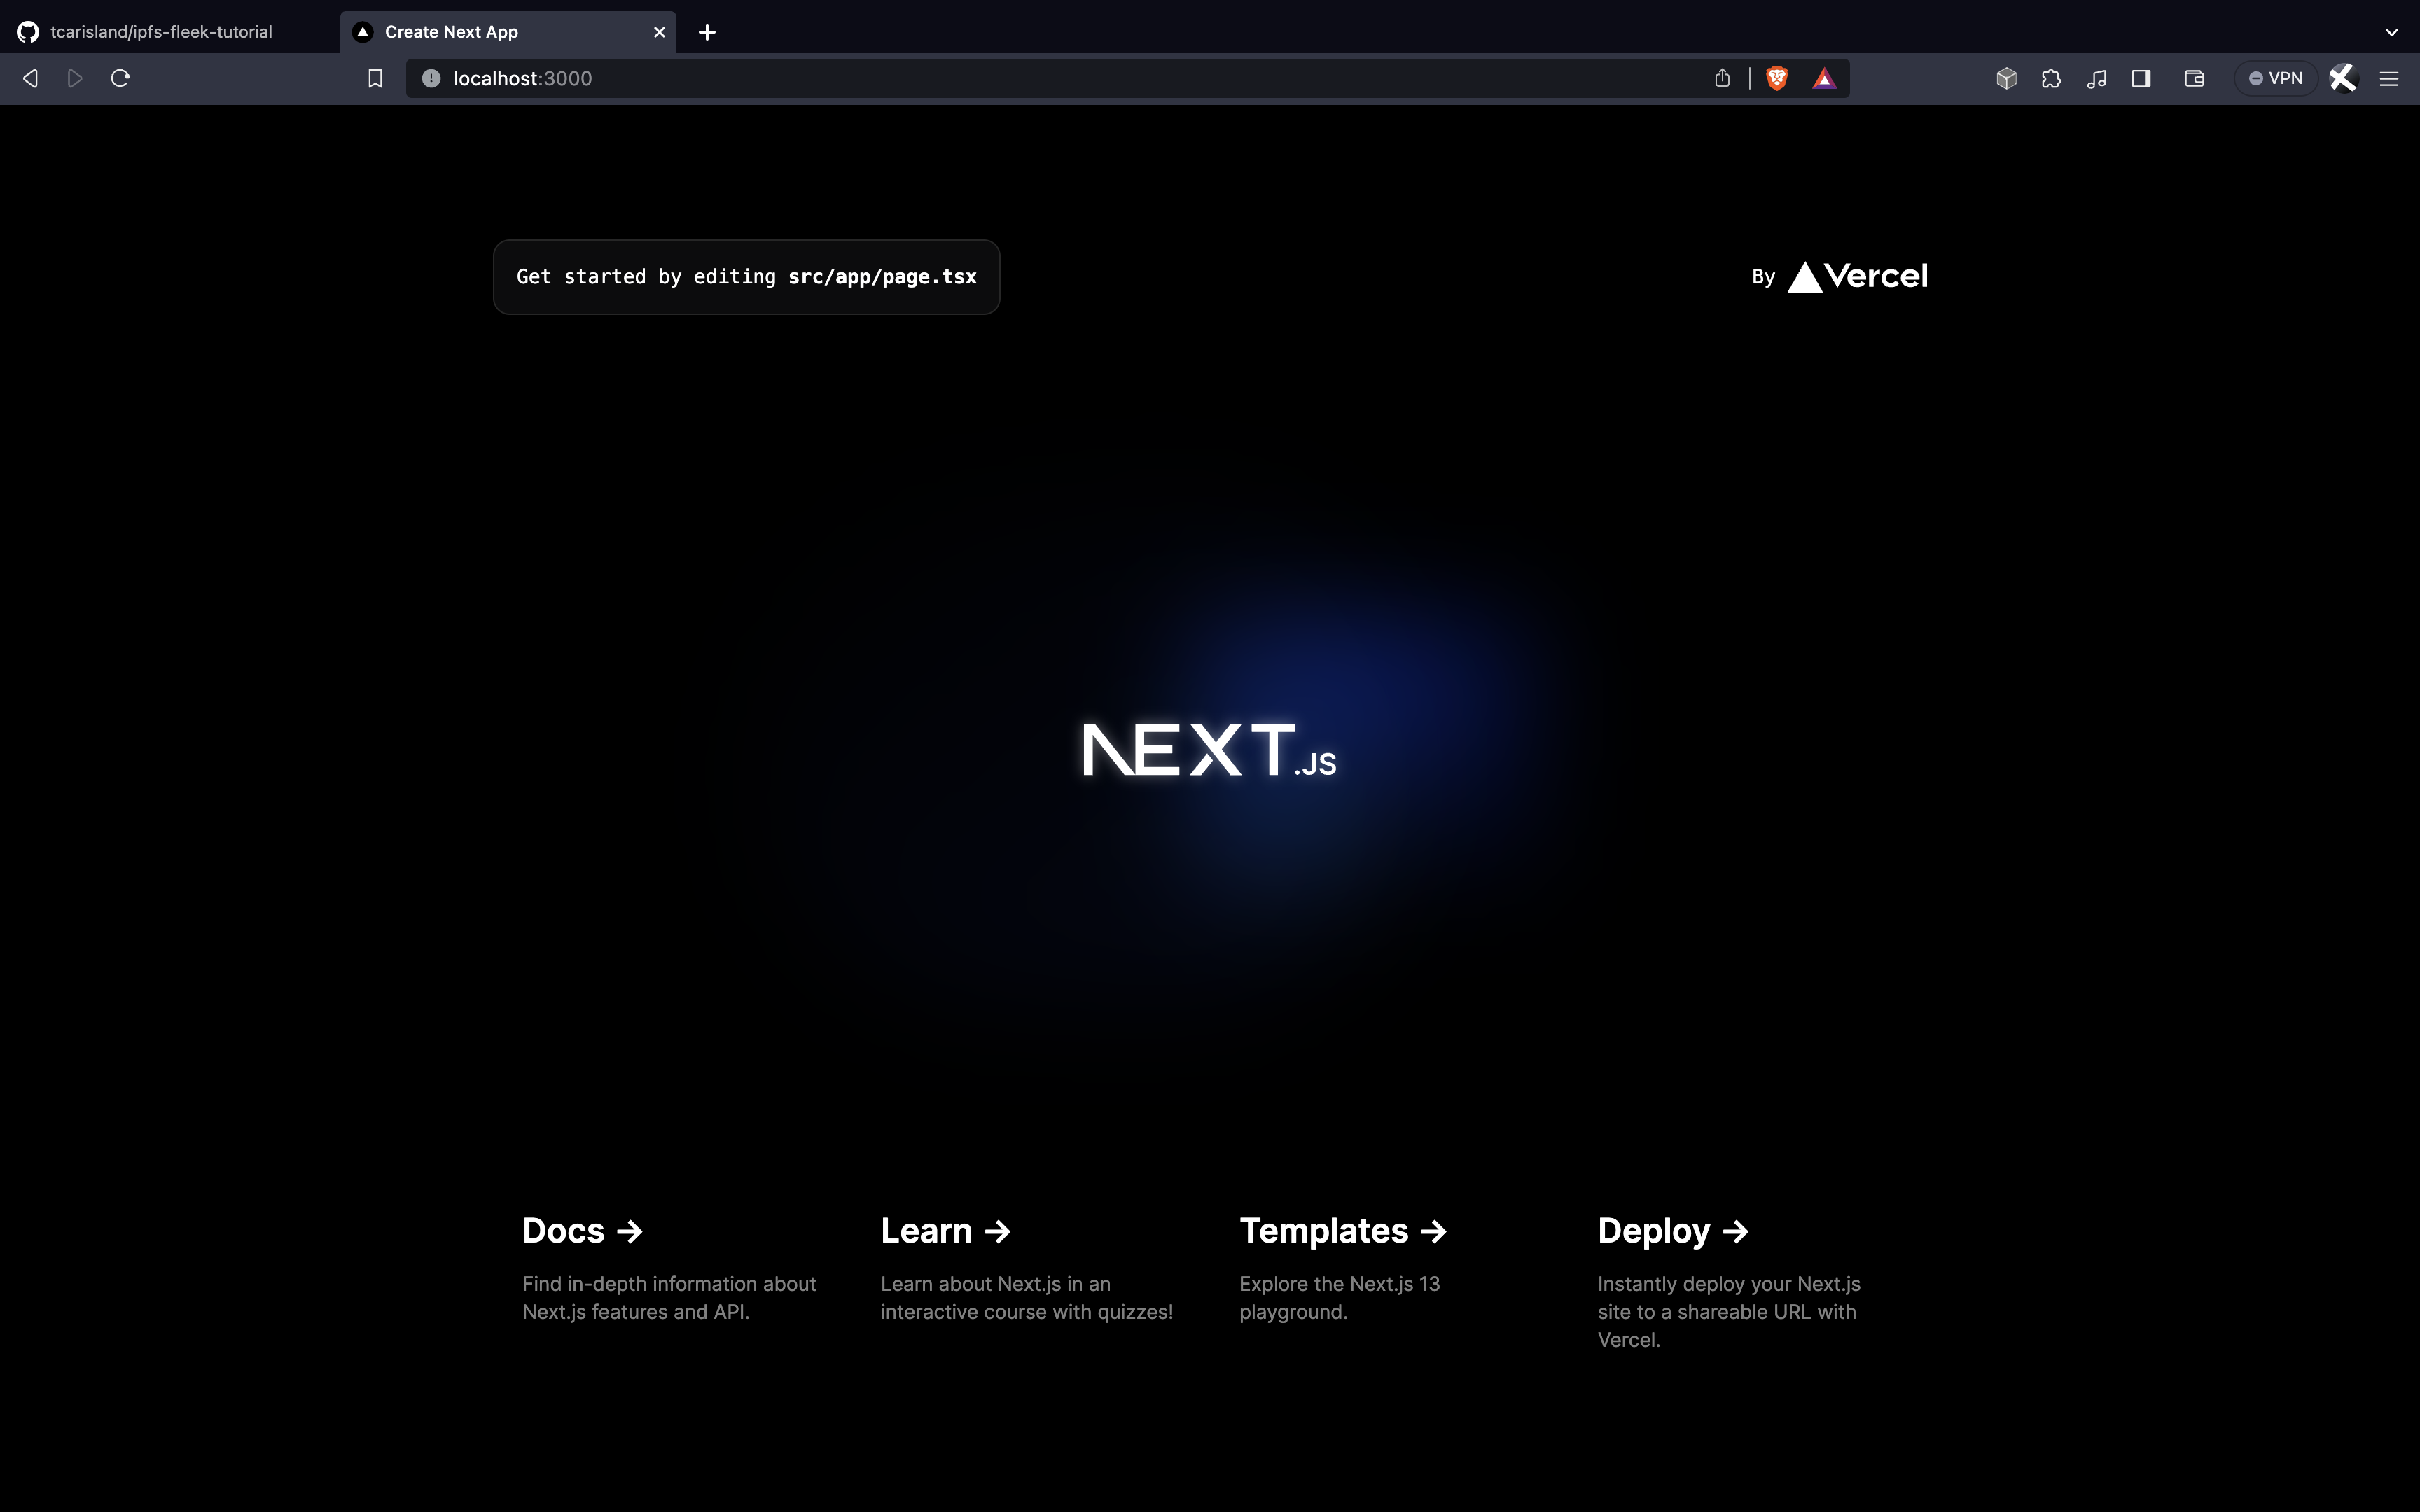 tcarisland/ipfs-fleek-tutorial
Create Next App
localhost:3000
VPN
Get started by editing src/app/page.tsx
By Vercel
NEXT.JS
Docs →
Find in-depth information about
Next.js features and API.
Learn →
Learn about Next.js in an
interactive course with quizzes!
Templates →
Explore the Next.js 13
playground.
Deploy →
Instantly deploy your Next.js
site to a shareable URL with
Vercel.